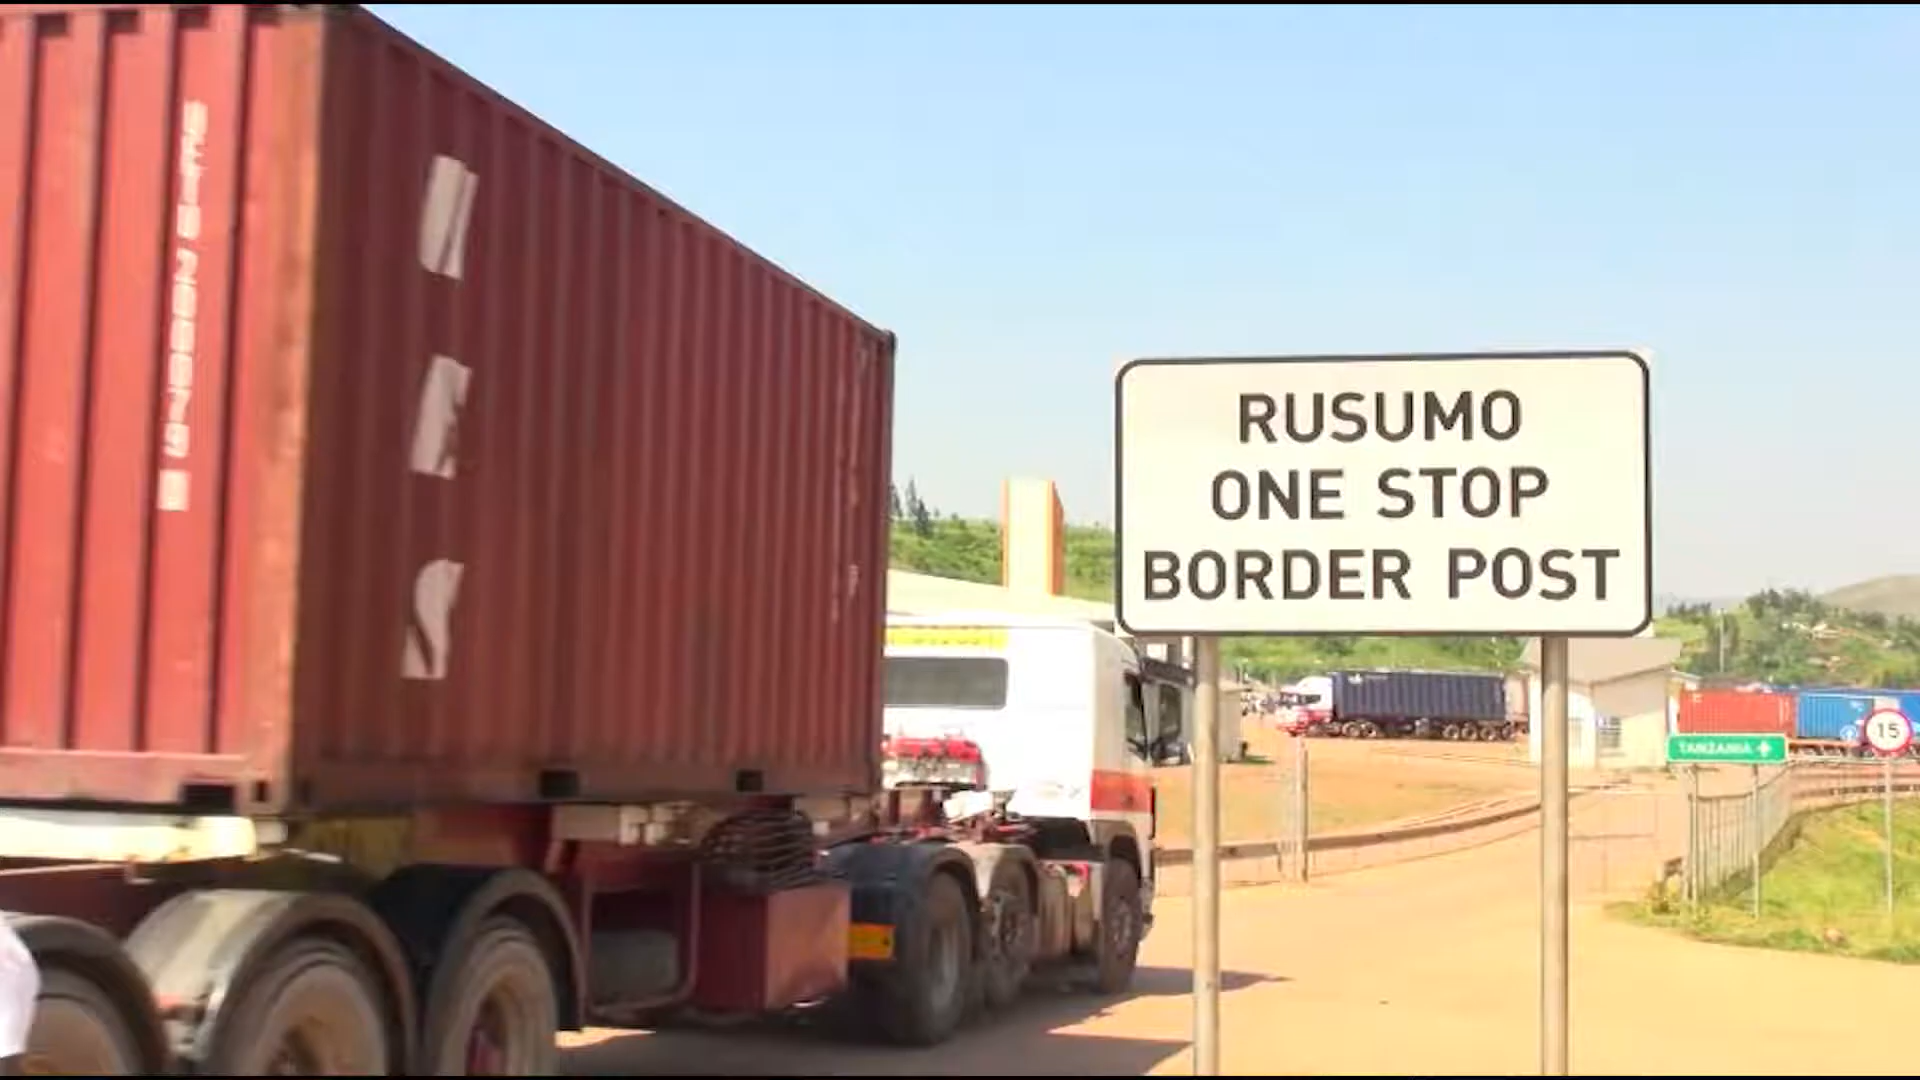 RUSUMO
ONE STOP
BORDER POST
TANZANIA
15